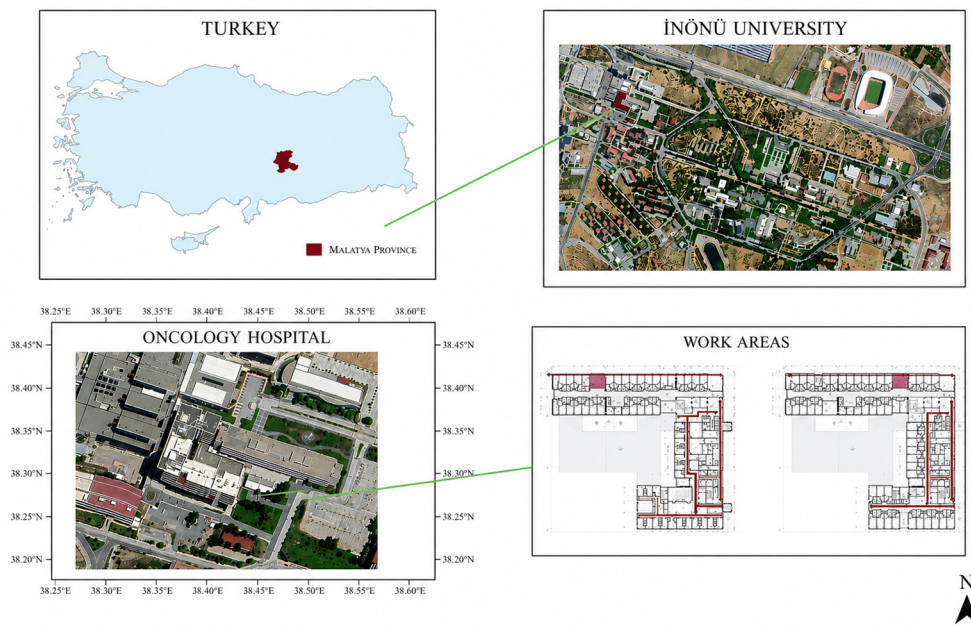 TURKEY
MALATYA PROVINCE
İNÖNÜ UNIVERSITY
38.25°E 38.30°E 38.35°E 38.40°E 38.45°E 38.50°E 38.55°E 38.60°E
ONCOLOGY HOSPITAL
38.45°N 38.45°N
38.40°N 38.40°N
38.35°N 38.35°N
38.30°N 38.30°N
38.25°N 38.25°N
38.20°N 38.20°N
38.25°E 38.30°E 38.35°E 38.40°E 38.45°E 38.50°E 38.55°E 38.60°E
WORK AREAS
N